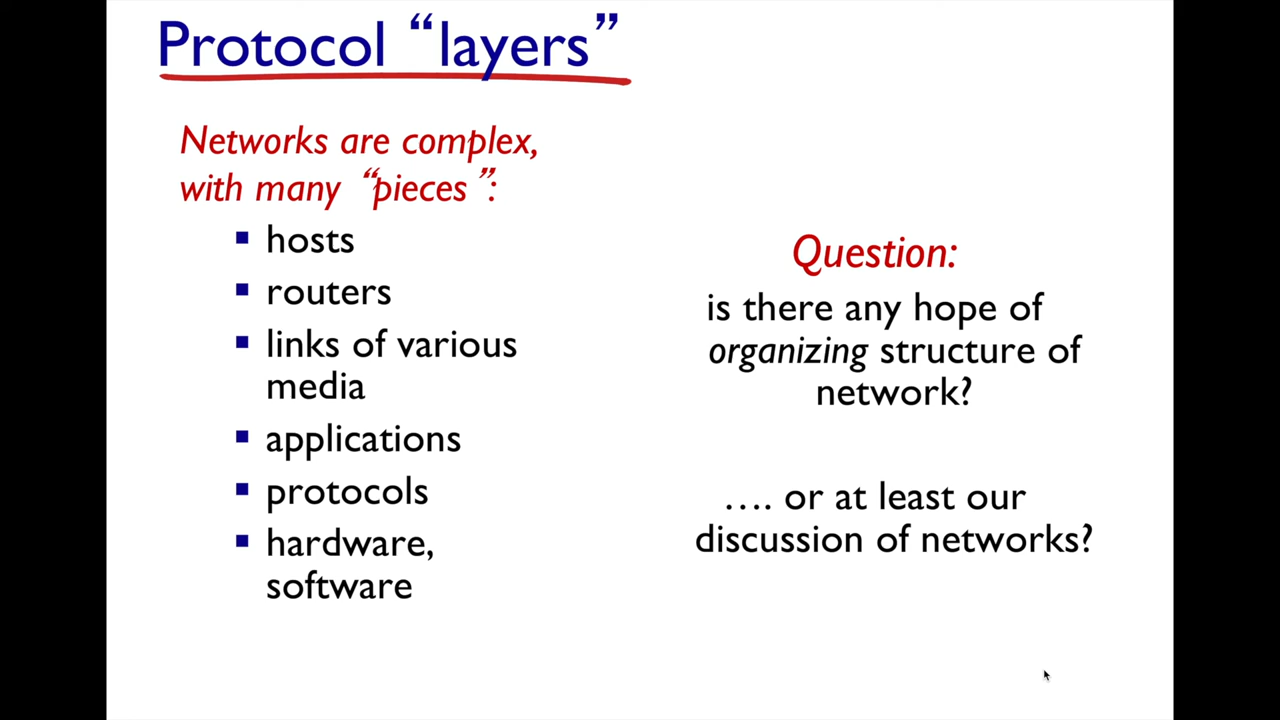 Protocol “layers”
Networks are complex,
with many “pieces”:
▪ hosts
▪ routers
▪ links of various
media
▪ applications
▪ protocols
▪ hardware,
software
Question:
is there any hope of
organizing structure of
network?
…. or at least our
discussion of networks?